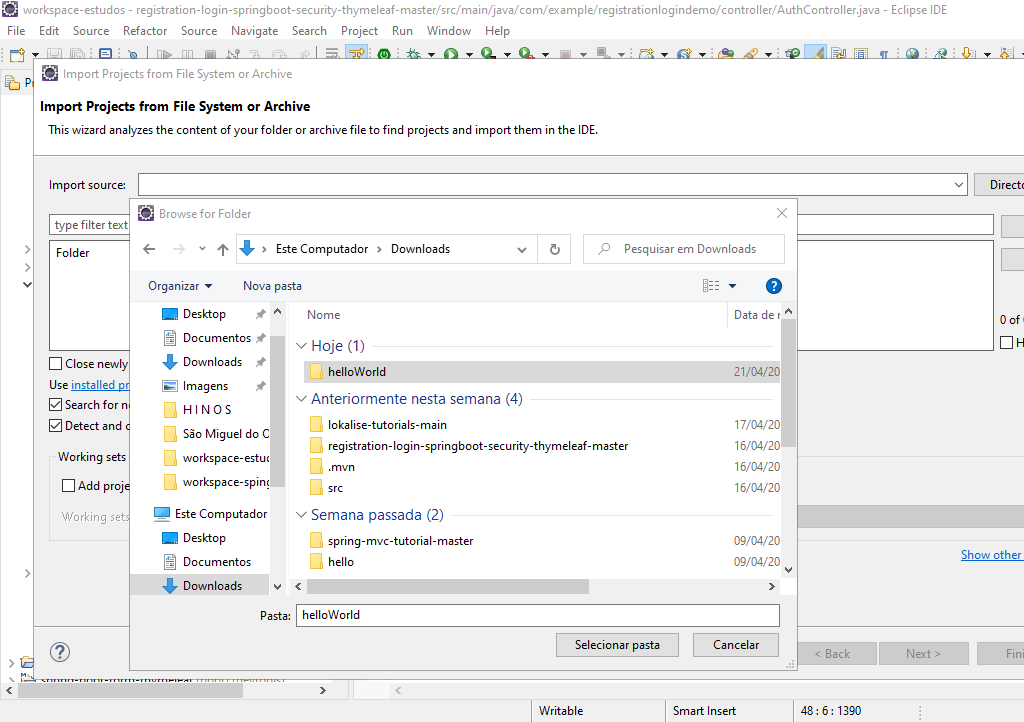 workspace-estudos - registration-login-springboot-security-thymeleaf-master/src/main/java/com/example/registrationlogindemo/controller/AuthController.java - Eclipse IDE
File Edit Source Refactor Source Navigate Search Project Run Window Help
Import Projects from File System or Archive
Import Projects from File System or Archive
This wizard analyzes the content of your folder or archive file to find projects and import them in the IDE.
Import source:
Directo
type filter text
Folder
Browse for Folder
Este Computador > Downloads
Pesquisar em Downloads
Organizar
Nova pasta
Nome
Data de r
Desktop
Documentos
Downloads
Imagens
H I N O S
São Miguel do O
workspace-estud
workspace-spring
Este Computador
Desktop
Documentos
Downloads
Hoje (1)
helloWorld 21/04/20
Anteriormente nesta semana (4)
lokalise-tutorials-main 17/04/20
registration-login-springboot-security-thymeleaf-master 16/04/20
.mvn 16/04/20
src 16/04/20
Semana passada (2)
spring-mvc-tutorial-master 09/04/20
hello 09/04/20
Pasta: helloWorld
Selecionar pasta
Cancelar
0 of
H
Close newly
Use installed pr
Search for ne
Detect and c
Working sets
Add proje
Working sets
Show other
< Back
Next >
Fini
spring-boot-form-thymeleaf
Writable
Smart Insert
48 : 6 : 1390